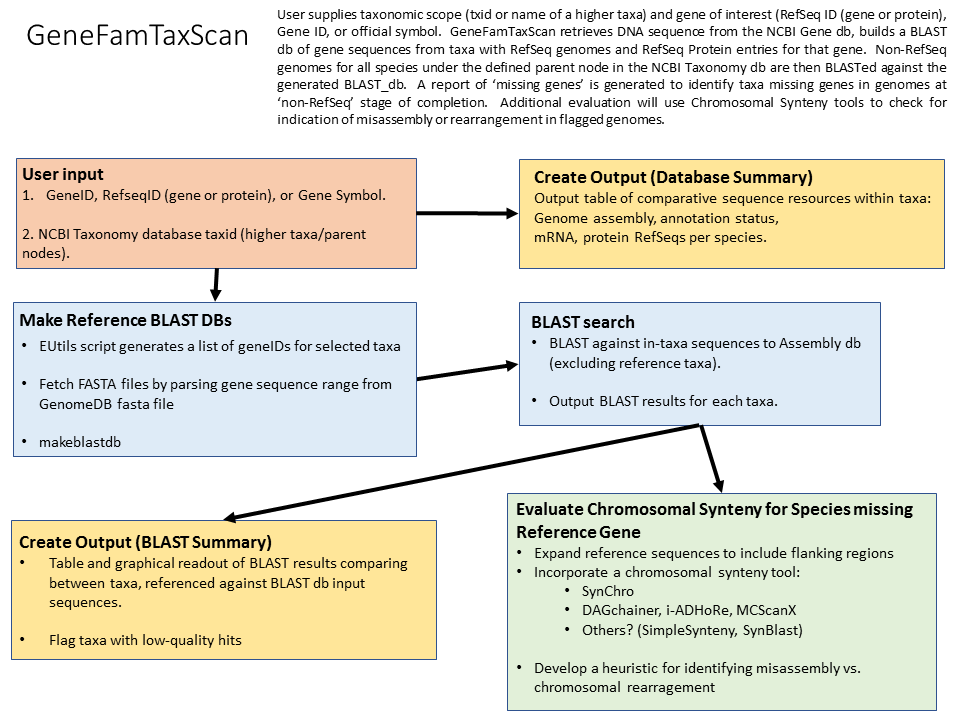 GeneFamTaxScan
User supplies taxonomic scope (txid or name of a higher taxa) and gene of interest (RefSeq ID (gene or protein),
Gene ID, or official symbol. GeneFamTaxScan retrieves DNA sequence from the NCBI Gene db, builds a BLAST
db of gene sequences from taxa with RefSeq genomes and RefSeq Protein entries for that gene. Non-RefSeq
genomes for all species under the defined parent node in the NCBI Taxonomy db are then BLASTed against the
generated BLAST_db. A report of ‘missing genes’ is generated to identify taxa missing genes in genomes at
‘non-RefSeq’ stage of completion. Additional evaluation will use Chromosomal Synteny tools to check for
indication of misassembly or rearrangement in flagged genomes.
User input
1. GeneID, RefseqID (gene or protein), or Gene Symbol.
2. NCBI Taxonomy database taxid (higher taxa/parent
nodes).
Create Output (Database Summary)
Output table of comparative sequence resources within taxa:
Genome assembly, annotation status,
mRNA, protein RefSeqs per species.
Make Reference BLAST DBs
• EUtils script generates a list of geneIDs for selected taxa
• Fetch FASTA files by parsing gene sequence range from
GenomeDB fasta file
• makeblastdb
BLAST search
• BLAST against in-taxa sequences to Assembly db
(excluding reference taxa).
• Output BLAST results for each taxa.
Create Output (BLAST Summary)
• Table and graphical readout of BLAST results comparing
between taxa, referenced against BLAST db input
sequences.
• Flag taxa with low-quality hits
Evaluate Chromosomal Synteny for Species missing
Reference Gene
• Expand reference sequences to include flanking regions
• Incorporate a chromosomal synteny tool:
• SynChro
• DAGchainer, i-ADHoRe, MCScanX
• Others? (SimpleSynteny, SynBlast)
• Develop a heuristic for identifying misassembly vs.
chromosomal rearragement